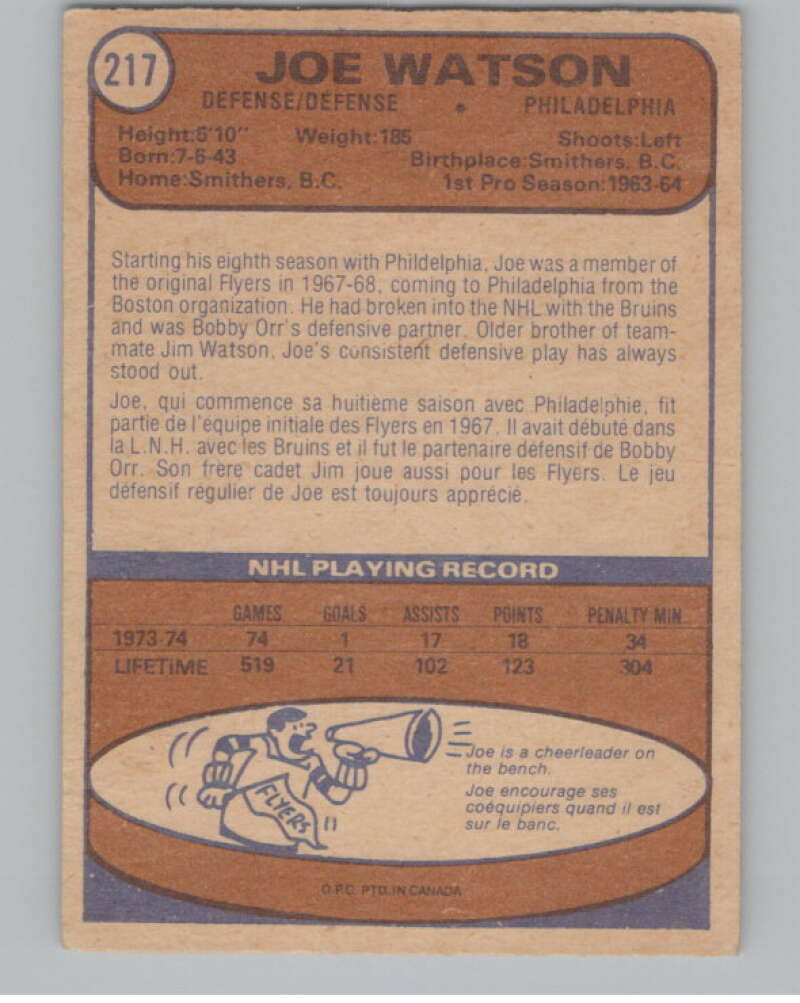 217
JOE WATSON
DEFENSE/DÉFENSE • PHILADELPHIA
Height:5'10" Weight:185 Shoots:Left
Born:7-6-43 Birthplace:Smithers, B.C.
Home:Smithers, B.C. 1st Pro Season:1963-64
Starting his eighth season with Phildelphia, Joe was a member of
the original Flyers in 1967-68, coming to Philadelphia from the
Boston organization. He had broken into the NHL with the Bruins
and was Bobby Orr's defensive partner. Older brother of team-
mate Jim Watson, Joe's consistent defensive play has always
stood out.
Joe, qui commence sa huitième saison avec Philadelphie, fit
partie de l'équipe initiale des Flyers en 1967. Il avait débuté dans
la L.N.H. avec les Bruins et il fut le partenaire défensif de Bobby
Orr. Son frère cadet Jim joue aussi pour les Flyers. Le jeu
défensif régulier de Joe est toujours apprécié.
NHL PLAYING RECORD
GAMES GOALS ASSISTS POINTS PENALTY MIN.
1973-74 74 1 17 18 34
LIFETIME 519 21 102 123 304
FLYERS
Joe is a cheerleader on
the bench.
Joe encourage ses
coéquipiers quand il est
sur le banc.
O.P.C. PTD. IN CANADA